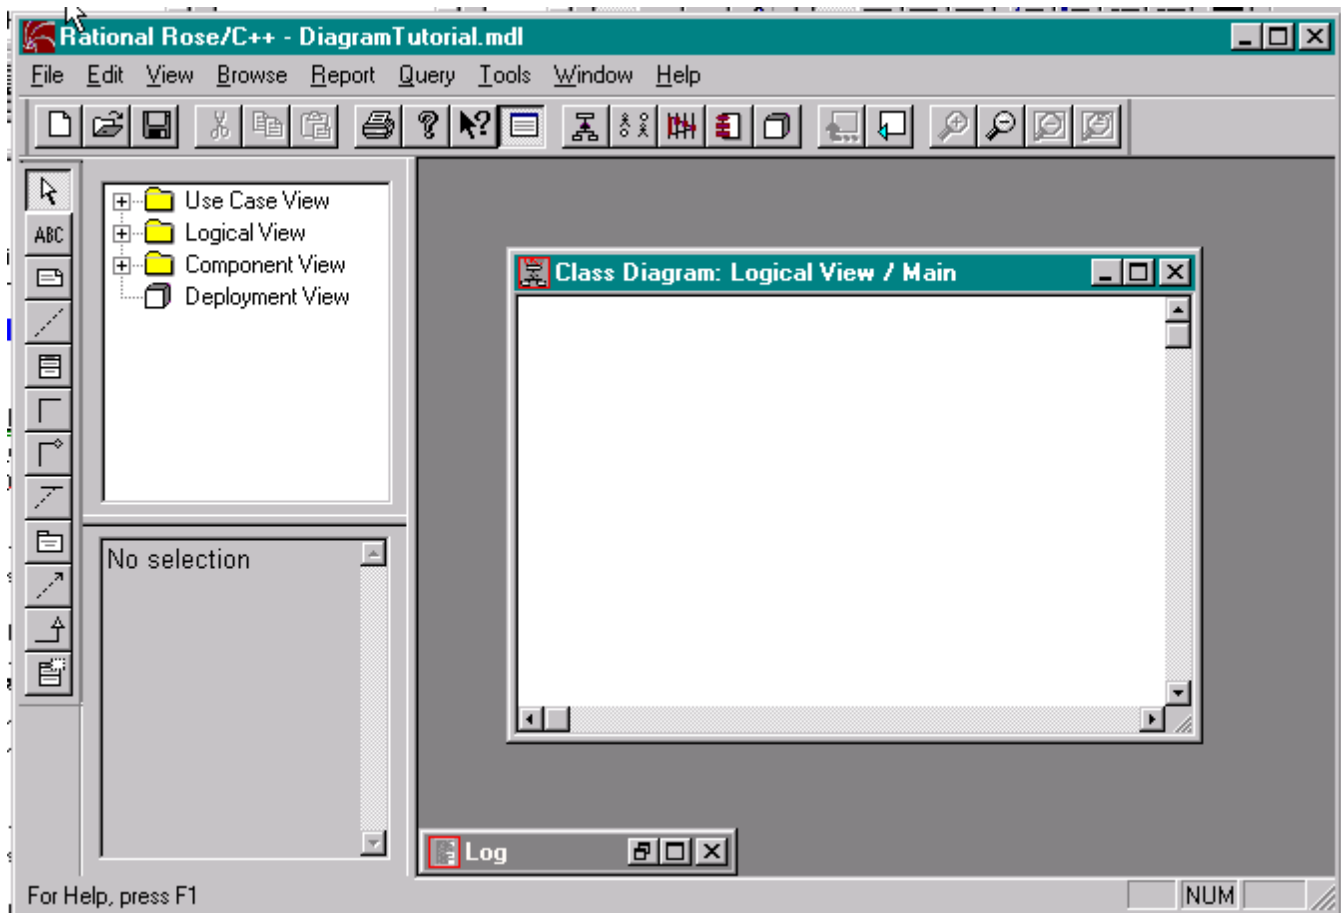 Rational Rose/C++ - DiagramTutorial.mdl
File Edit View Browse Report Query Tools Window Help
ABC
Use Case View
Logical View
Component View
Deployment View
Class Diagram: Logical View / Main
No selection
Log
For Help, press F1
NUM